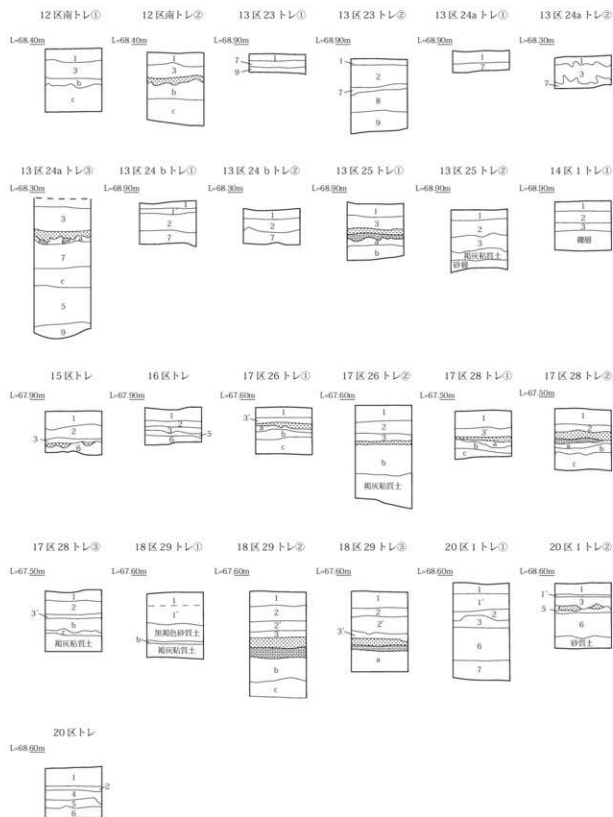 12区南トレ① 12区南トレ② 13区23トレ① 13区23トレ② 13区24aトレ① 13区24aトレ②
L=68.40m L=68.40m L=68.90m L=68.90m L=68.90m L=68.30m
1 3 b c
1 3 b c
1 7 9
1 2 7 8 9
1 7
1 3 7
13区24aトレ③ 13区24bトレ① 13区24bトレ② 13区25トレ① 13区25トレ② 14区1トレ①
L=68.30m L=68.90m L=68.30m L=68.90m L=68.90m L=68.90m
3 a 7 c 5 9
1 1' 2 7
1 2 7
1 3 a b
1 2 3 褐灰粘質土 砂層
1 2 3 礫層
15区トレ 16区トレ 17区26トレ① 17区26トレ② 17区28トレ① 17区28トレ②
L=67.90m L=67.90m L=67.60m L=67.60m L=67.50m L=67.50m
1 2 3 6
1 2 3 5 6
1 3' a b c
1 2 3 b 褐灰粘質土
1 3' a b c
1 2 a b c
17区28トレ③ 18区29トレ① 18区29トレ② 18区29トレ③ 20区1トレ① 20区1トレ②
L=67.50m L=67.60m L=67.60m L=67.60m L=68.60m L=68.60m
1 2 3' b c 褐灰粘質土
1 1' 黒褐色砂質土 b 褐灰粘質土
1 2 2' 3 b c
1 2 2' 3' a
1 1' 2 3 6 7
1 1' 3 5 6 砂質土
20区トレ
L=68.60m
1 2 4 5 6